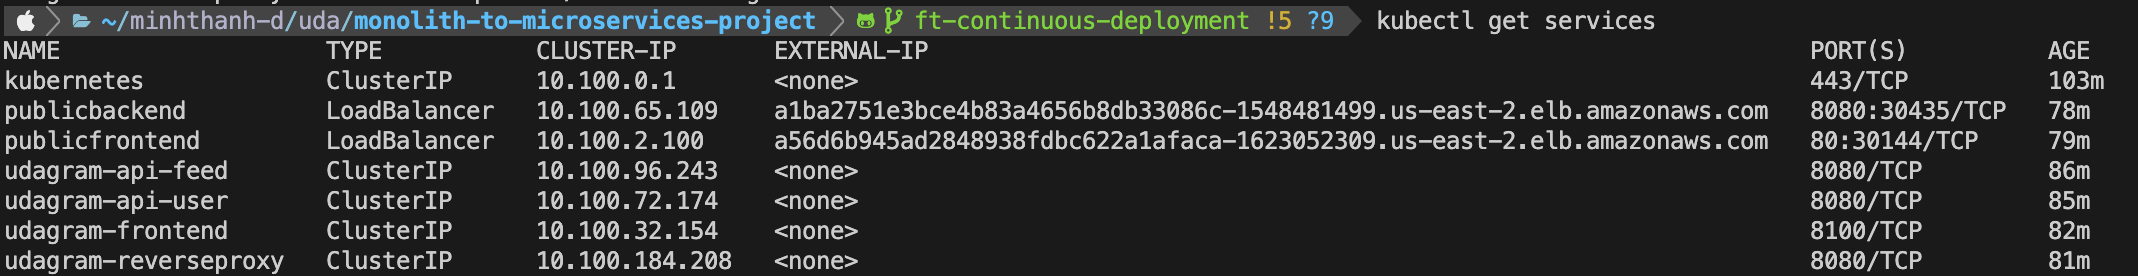 ~/minhthanh-d/uda/monolith-to-microservices-project ft-continuous-deployment !5 ?9 kubectl get services
NAME TYPE CLUSTER-IP EXTERNAL-IP PORT(S) AGE
kubernetes ClusterIP 10.100.0.1 <none> 443/TCP 103m
publicbackend LoadBalancer 10.100.65.109 a1ba2751e3bce4b83a4656b8db33086c-1548481499.us-east-2.elb.amazonaws.com 8080:30435/TCP 78m
publicfrontend LoadBalancer 10.100.2.100 a56d6b945ad2848938fdbc622a1afaca-1623052309.us-east-2.elb.amazonaws.com 80:30144/TCP 79m
udagram-api-feed ClusterIP 10.100.96.243 <none> 8080/TCP 86m
udagram-api-user ClusterIP 10.100.72.174 <none> 8080/TCP 85m
udagram-frontend ClusterIP 10.100.32.154 <none> 8100/TCP 82m
udagram-reverseproxy ClusterIP 10.100.184.208 <none> 8080/TCP 81m